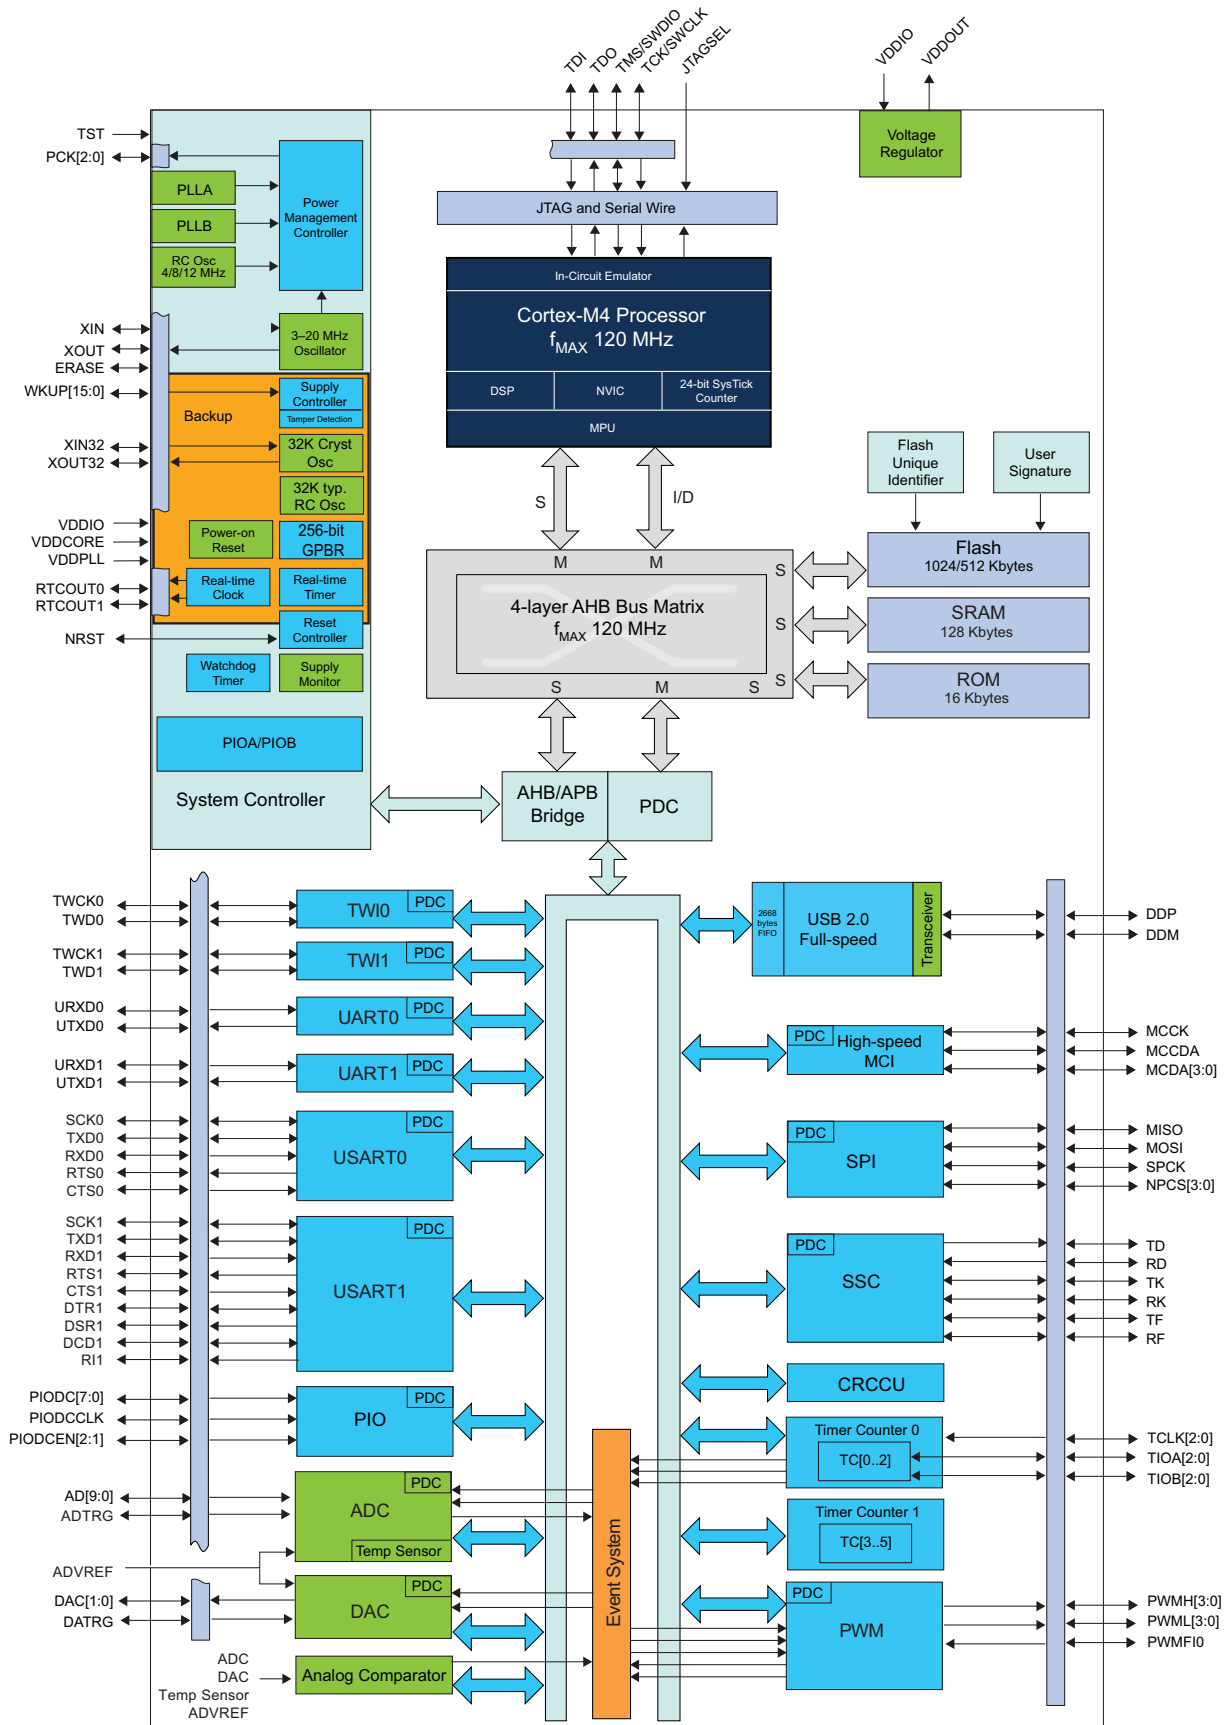 TDI
TDO
TMS/SWDIO
TCK/SWCLK
JTAGSEL
VDDIO
VDDOUT
TST
PCK[2:0]
PLLA
PLLB
RC Osc
4/8/12 MHz
Power
Management
Controller
Voltage
Regulator
JTAG and Serial Wire
In-Circuit Emulator
Cortex-M4 Processor
fMAX 120 MHz
DSP
NVIC
24-bit SysTick
Counter
MPU
XIN
XOUT
ERASE
WKUP[15:0]
XIN32
XOUT32
VDDIO
VDDCORE
VDDPLL
RTCOUT0
RTCOUT1
NRST
3–20 MHz
Oscillator
Backup
Supply
Controller
Tamper Detection
32K Cryst
Osc
32K typ.
RC Osc
Power-on
Reset
256-bit
GPBR
Real-time
Clock
Real-time
Timer
Reset
Controller
Watchdog
Timer
Supply
Monitor
PIOA/PIOB
System Controller
S
I/D
M
M
S
4-layer AHB Bus Matrix
fMAX 120 MHz
S
S
S
M
S
Flash
Unique
Identifier
User
Signature
Flash
1024/512 Kbytes
SRAM
128 Kbytes
ROM
16 Kbytes
AHB/APB
Bridge
PDC
TWCK0
TWD0
PDC
TWI0
TWCK1
TWD1
PDC
TWI1
URXD0
UTXD0
PDC
UART0
URXD1
UTXD1
PDC
UART1
SCK0
TXD0
RXD0
RTS0
CTS0
PDC
USART0
SCK1
TXD1
RXD1
RTS1
CTS1
DTR1
DSR1
DCD1
RI1
PDC
USART1
PIODC[7:0]
PIODCCLK
PIODCEN[2:1]
PDC
PIO
AD[9:0]
ADTRG
PDC
ADC
Temp Sensor
ADVREF
DAC[1:0]
DATRG
PDC
DAC
ADC
DAC
Temp Sensor
ADVREF
Analog Comparator
Event System
2668
bytes
FIFO
USB 2.0
Full-speed
Transceiver
DDP
DDM
PDC
High-speed
MCI
MCCK
MCCDA
MCDA[3:0]
PDC
SPI
MISO
MOSI
SPCK
NPCS[3:0]
PDC
SSC
TD
RD
TK
RK
TF
RF
CRCCU
Timer Counter 0
TC[0..2]
TCLK[2:0]
TIOA[2:0]
TIOB[2:0]
Timer Counter 1
TC[3..5]
PDC
PWM
PWMH[3:0]
PWML[3:0]
PWMFI0